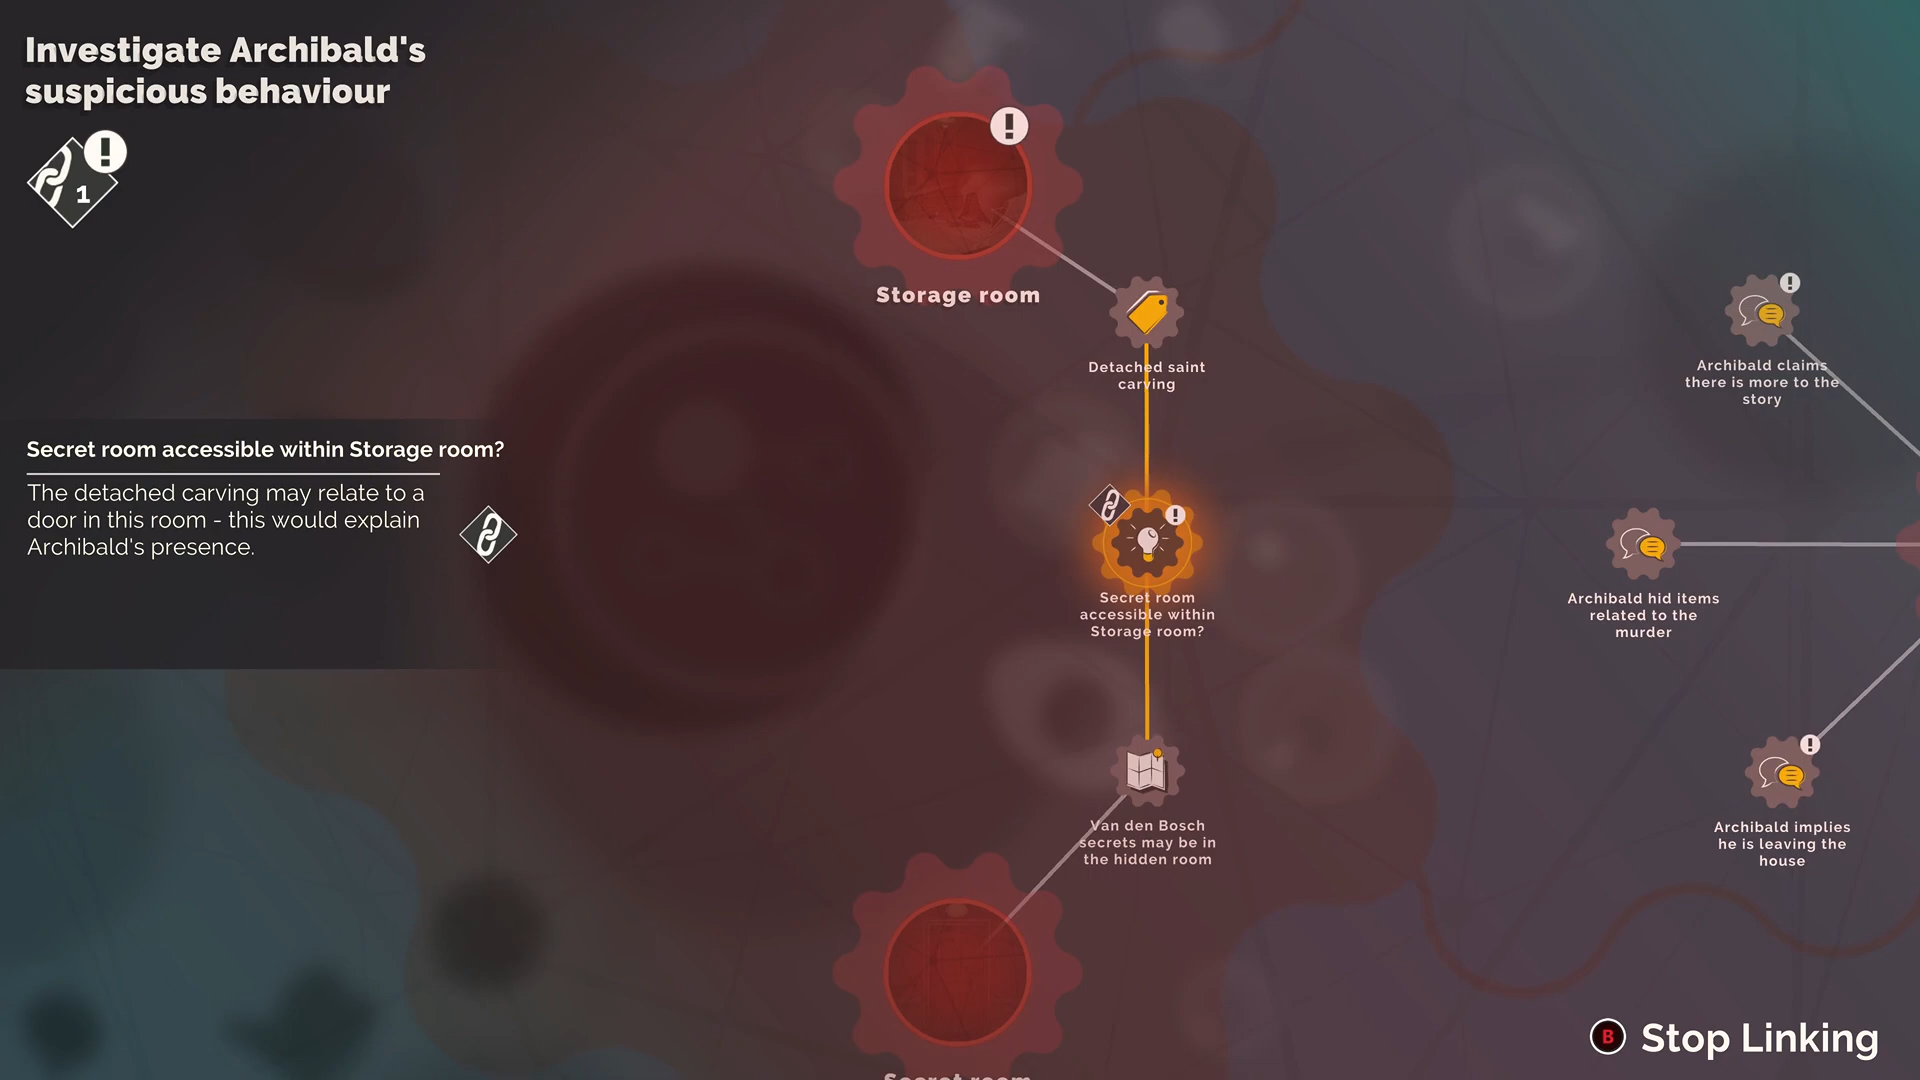 Investigate Archibald's
suspicious behaviour
1
Storage room
Detached saint
carving
Archibald claims
there is more to the
story
Secret room accessible within Storage room?
The detached carving may relate to a
door in this room - this would explain
Archibald's presence.
Secret room
accessible within
Storage room?
Archibald hid items
related to the
murder
Van den Bosch
secrets may be in
the hidden room
Archibald implies
he is leaving the
house
B Stop Linking
Secret room